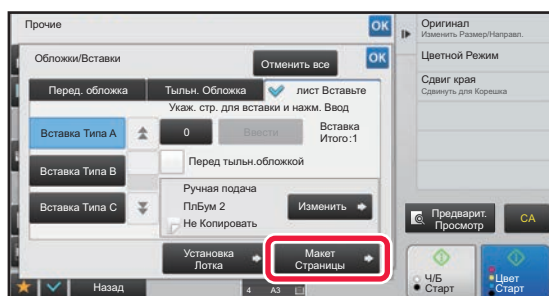 Прочие
OK
Обложки/Вставки
Отменить все
OK
Перед. обложка
Тыльн. Обложка
лист Вставьте
Укаж. стр. для вставки и нажм. Ввод
Вставка Типа A
0
Ввести
Вставка
Итого:1
Вставка Типа B
Перед тыльн.обложкой
Вставка Типа C
Ручная подача
ПлБум 2
Не Копировать
Изменить
Установка
Лотка
Макет
Страницы
Назад
4
A3
Оригинал
Изменить Размер/Направл.
Цветной Режим
Сдвиг края
Сдвинуть для Корешка
Предварит.
Просмотр
CA
Ч/Б
Старт
Цвет
Старт